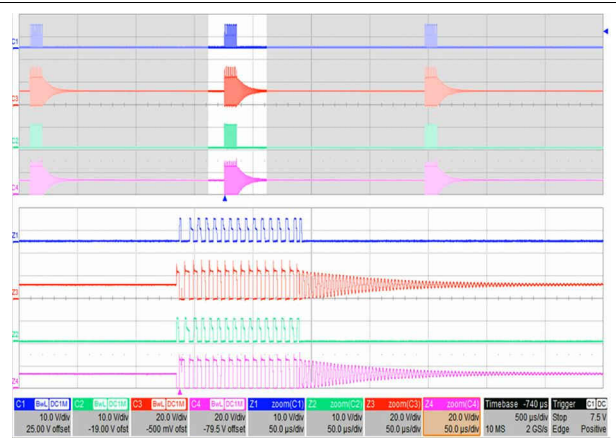 C1
C3
C2
C4
Z1
Z3
Z2
Z4
C1 BwL DC1M
10.0 V/div
25.00 V offset
C2 BwL DC1M
10.0 V/div
-19.00 V ofst
C3 BwL DC1M
20.0 V/div
-500 mV ofst
C4 BwL DC1M
20.0 V/div
-79.5 V offset
Z1 zoom(C1)
10.0 V/div
50.0 µs/div
Z2 zoom(C2)
10.0 V/div
50.0 µs/div
Z3 zoom(C3)
20.0 V/div
50.0 µs/div
Z4 zoom(C4)
20.0 V/div
50.0 µs/div
Timebase -740 µs
500 µs/div
10 MS 2 GS/s
Trigger C1 DC
Stop 7.5 V
Edge Positive